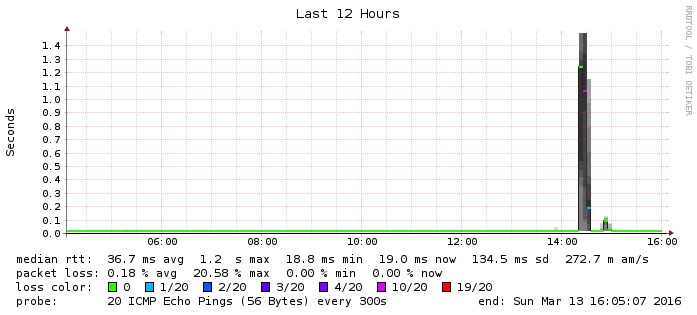 Last 12 Hours
RRDTOOL / TOBI OETIKER
Seconds
1.4
1.3
1.2
1.1
1.0
0.9
0.8
0.7
0.6
0.5
0.4
0.3
0.2
0.1
0.0
06:00 08:00 10:00 12:00 14:00 16:00
median rtt: 36.7 ms avg 1.2 s max 18.8 ms min 19.0 ms now 134.5 ms sd 272.7 m am/s
packet loss: 0.18 % avg 20.58 % max 0.00 % min 0.00 % now
loss color: 0 1/20 2/20 3/20 4/20 10/20 19/20
probe: 20 ICMP Echo Pings (56 Bytes) every 300s end: Sun Mar 13 16:05:07 2016